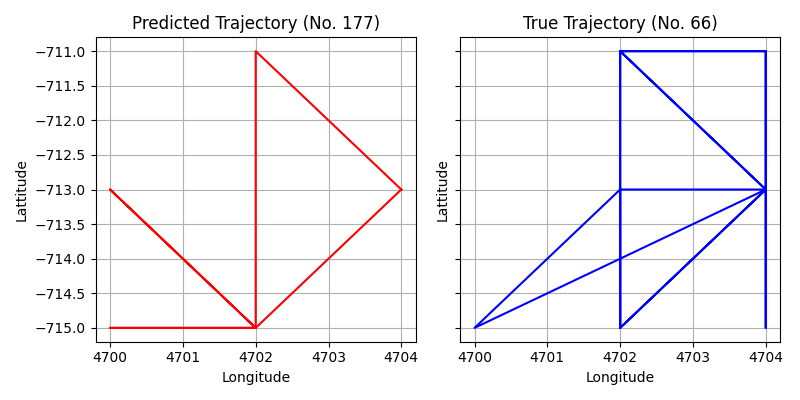 Predicted Trajectory (No. 177)
True Trajectory (No. 66)
−711.0
−711.5
−712.0
−712.5
−713.0
−713.5
−714.0
−714.5
−715.0
Lattitude
Lattitude
4700 4701 4702 4703 4704
4700 4701 4702 4703 4704
Longitude
Longitude